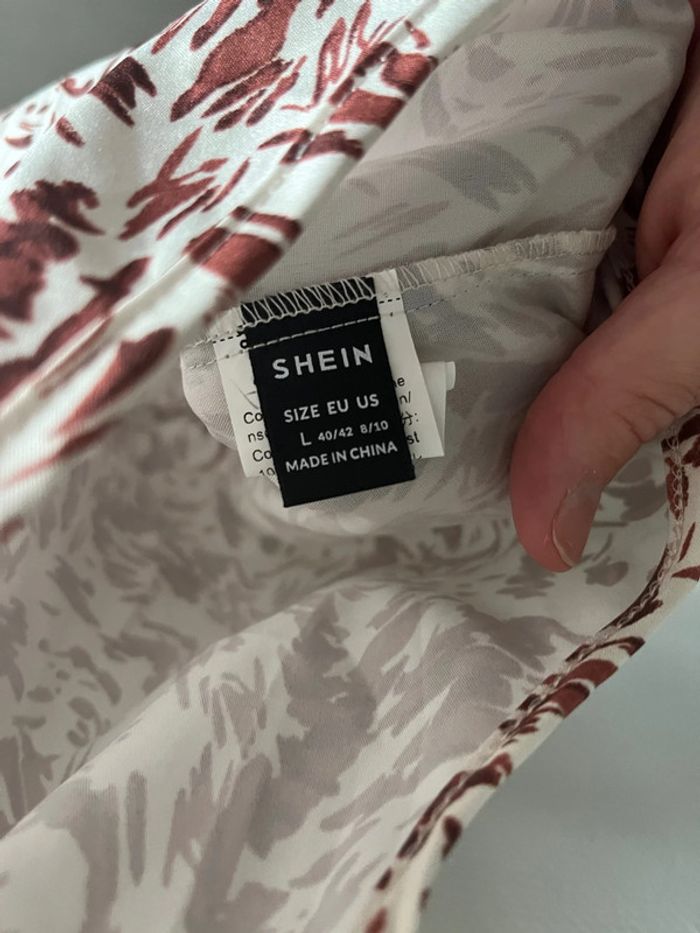 SHEIN
SIZE EU US
L 40/42 8/10
MADE IN CHINA